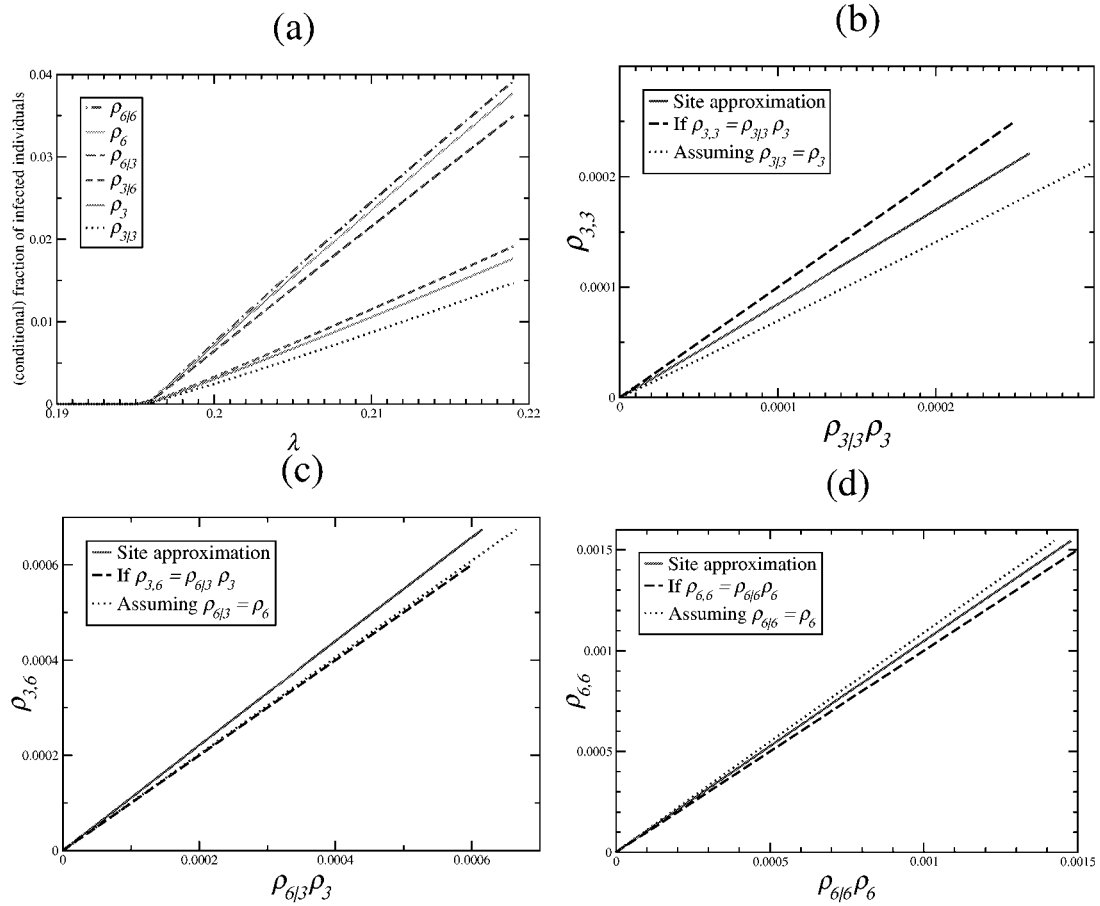 (a)
0.04
0.03
0.02
0.01
0
0.19
0.2
0.21
0.22
(conditional) fraction of infected individuals
λ
ρ6|6
ρ6
ρ6|3
ρ3|6
ρ3
ρ3|3
(b)
Site approximation
If ρ3,3 = ρ3|3 ρ3
Assuming ρ3|3 = ρ3
0.0002
0.0001
0
0
0.0001
0.0002
ρ3,3
ρ3|3ρ3
(c)
Site approximation
If ρ3,6 = ρ6|3 ρ3
Assuming ρ6|3 = ρ6
0.0006
0.0004
0.0002
0
0
0.0002
0.0004
0.0006
ρ3,6
ρ6|3ρ3
(d)
Site approximation
If ρ6,6 = ρ6|6ρ6
Assuming ρ6|6 = ρ6
0.0015
0.001
0.0005
0
0
0.0005
0.001
0.0015
ρ6,6
ρ6|6ρ6